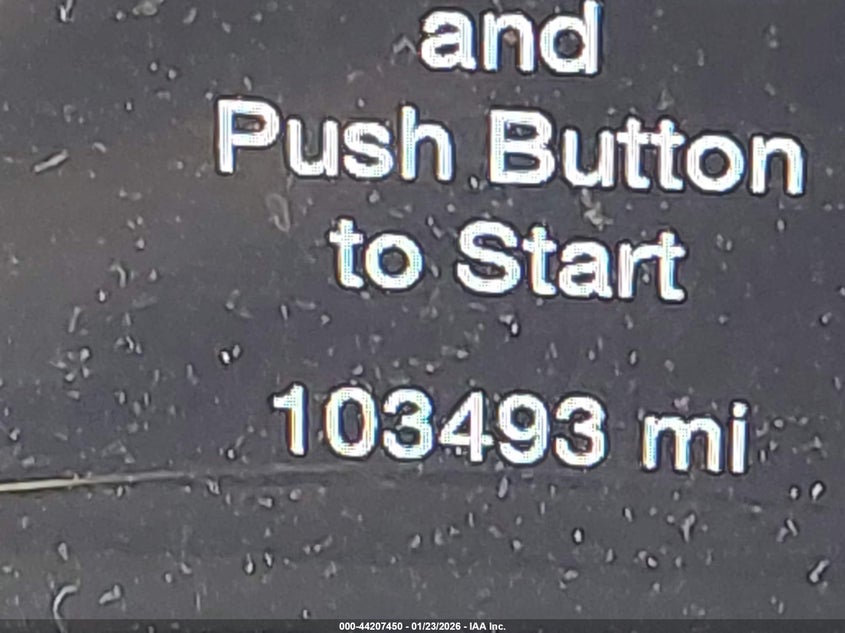 and
Push Button
to Start
103493 mi
000-44207450 - 01/23/2026 - IAA Inc.